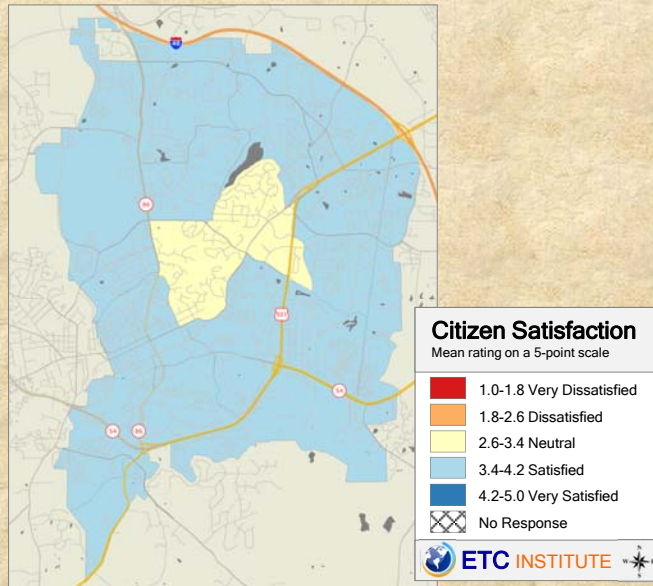 40
86
501
54
54
86
Citizen Satisfaction
Mean rating on a 5-point scale
1.0-1.8 Very Dissatisfied
1.8-2.6 Dissatisfied
2.6-3.4 Neutral
3.4-4.2 Satisfied
4.2-5.0 Very Satisfied
No Response
ETC INSTITUTE
N
W E
S